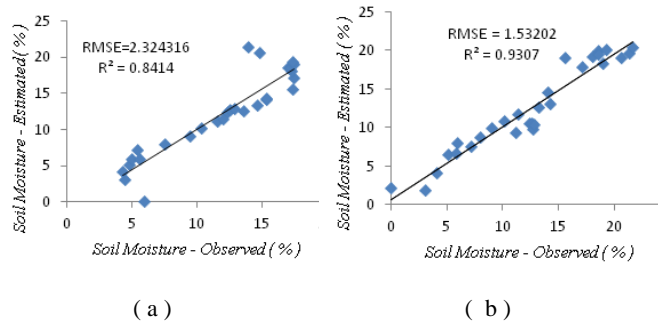 25
20
15
10
5
0
RMSE=2.324316
R² = 0.8414
0 5 10 15
Soil Moisture - Estimated ( % )
Soil Moisture - Observed ( % )
( a )
25
20
15
10
5
0
RMSE = 1.53202
R² = 0.9307
0 5 10 15 20
Soil Moisture - Estimated ( % )
Soil Moisture - Observed ( % )
( b )